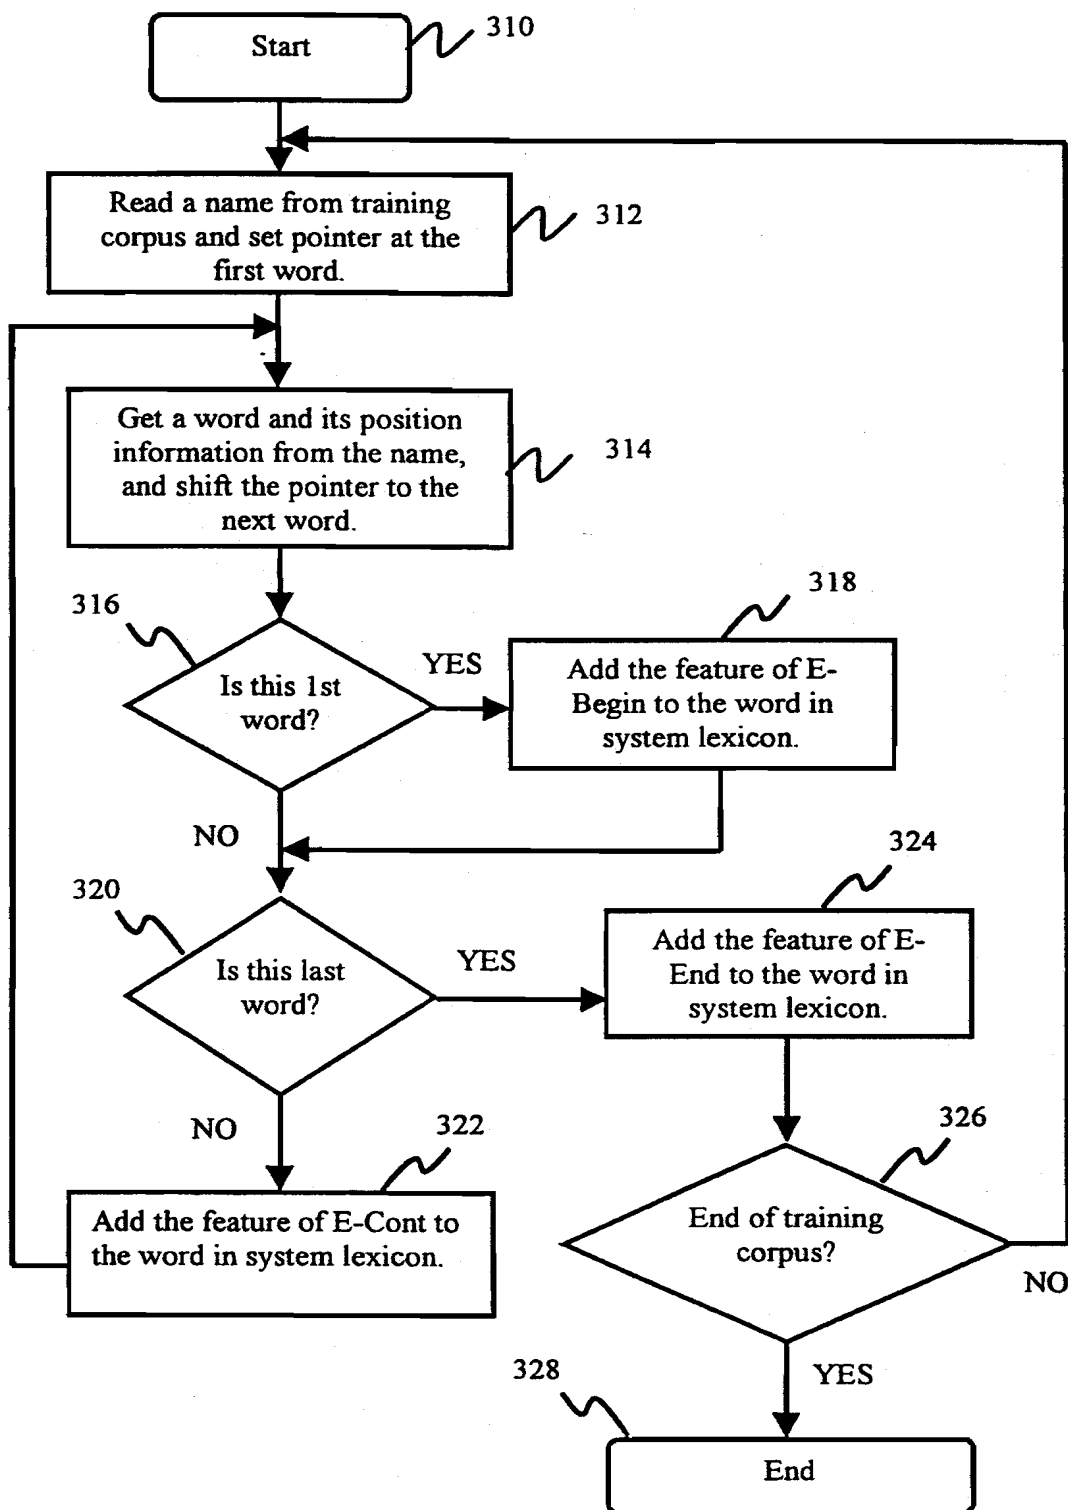 Start
310
Read a name from training
corpus and set pointer at the
first word.
312
Get a word and its position
information from the name,
and shift the pointer to the
next word.
314
316
Is this 1st
word?
YES
318
Add the feature of E-
Begin to the word in
system lexicon.
NO
320
Is this last
word?
YES
324
Add the feature of E-
End to the word in
system lexicon.
NO
322
Add the feature of E-Cont to
the word in system lexicon.
326
End of training
corpus?
NO
YES
328
End